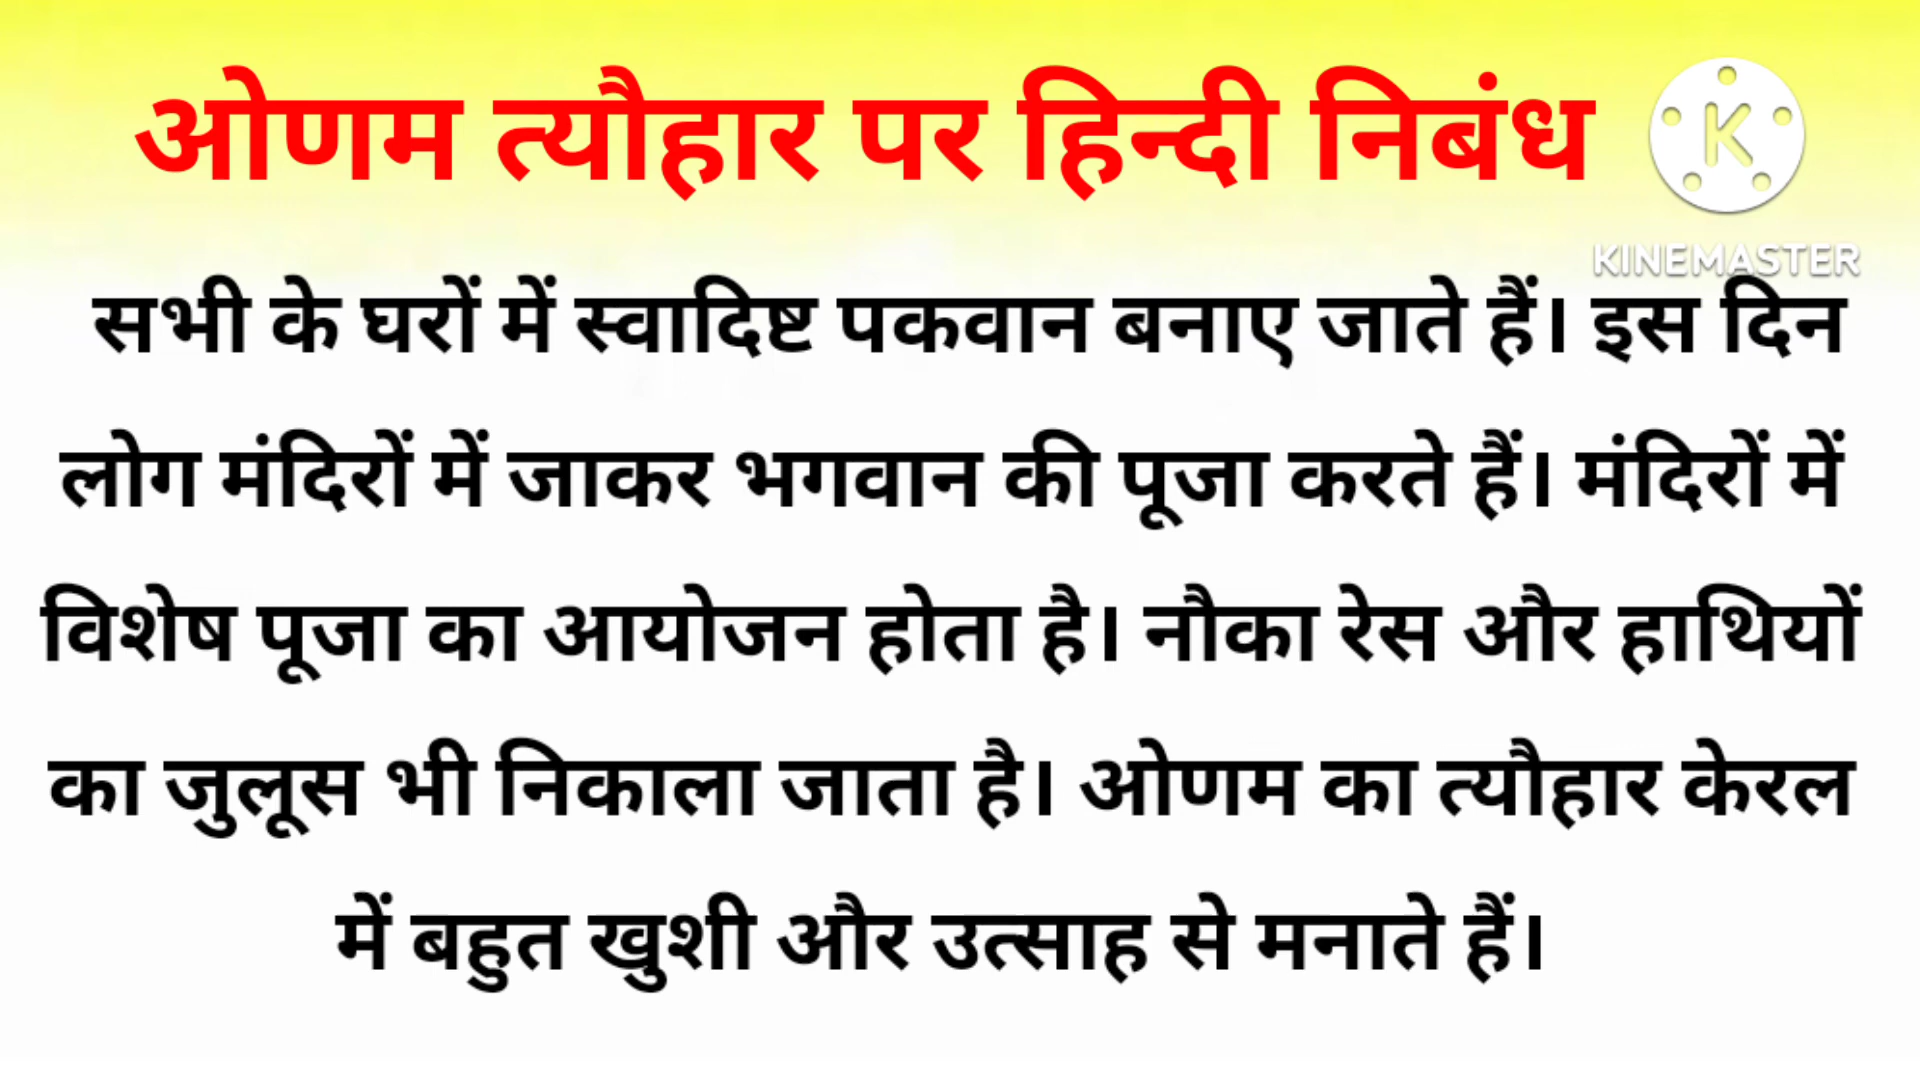 ओणम त्यौहार पर हिन्दी निबंध
K
KINEMASTER
सभी के घरों में स्वादिष्ट पकवान बनाए जाते हैं। इस दिन
लोग मंदिरों में जाकर भगवान की पूजा करते हैं। मंदिरों में
विशेष पूजा का आयोजन होता है। नौका रेस और हाथियों
का जुलूस भी निकाला जाता है। ओणम का त्यौहार केरल
में बहुत खुशी और उत्साह से मनाते हैं।